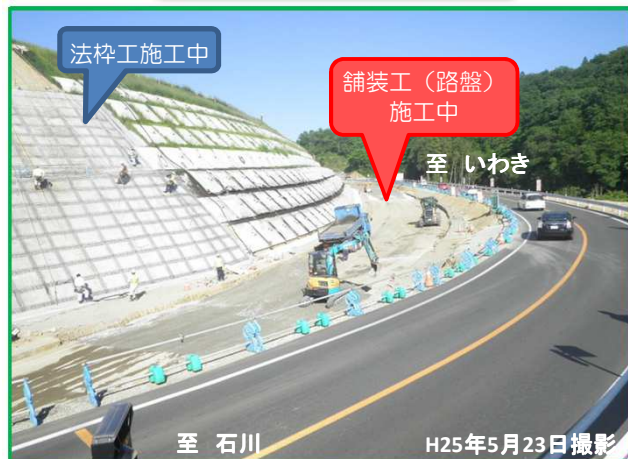 法枠工施工中
舗装工（路盤）
施工中
至 いわき
至 石川
H25年5月23日撮影